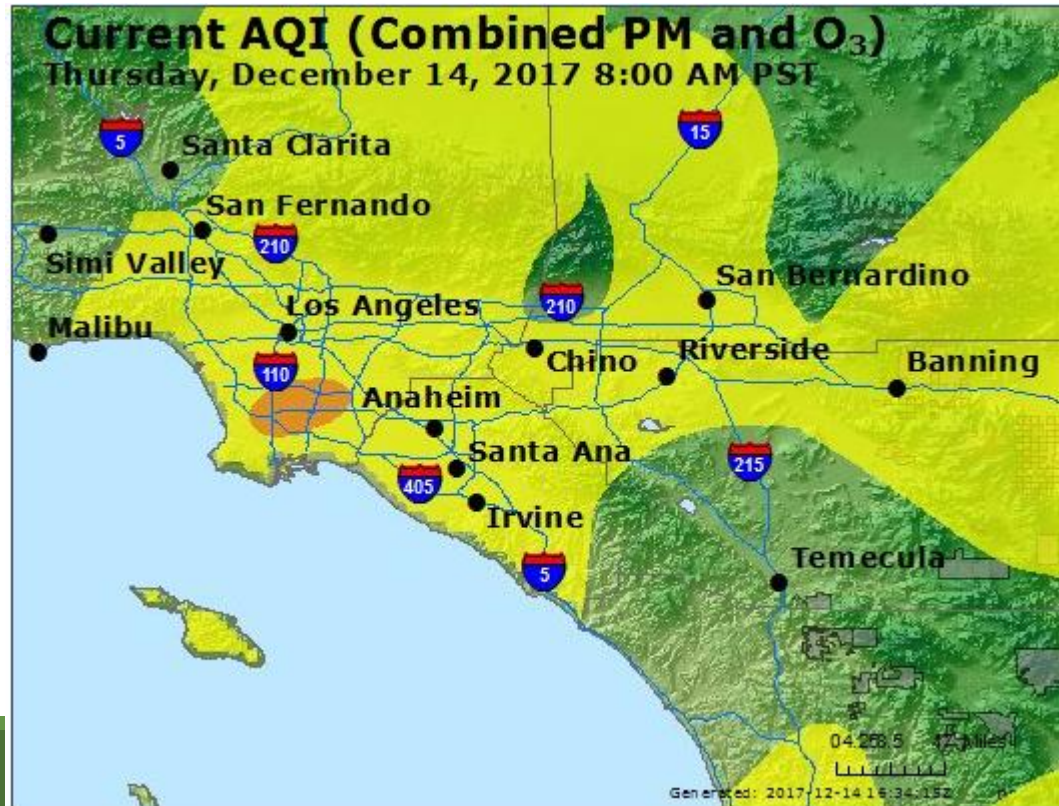 Current AQI (Combined PM and O₃)
Thursday, December 14, 2017 8:00 AM PST
5
15
Santa Clarita
San Fernando
210
Simi Valley
San Bernardino
210
Los Angeles
Malibu
Chino
Riverside
Banning
110
Anaheim
Santa Ana
215
405
Irvine
5
Temecula
Generated: 2017-12-14 16:34:15Z